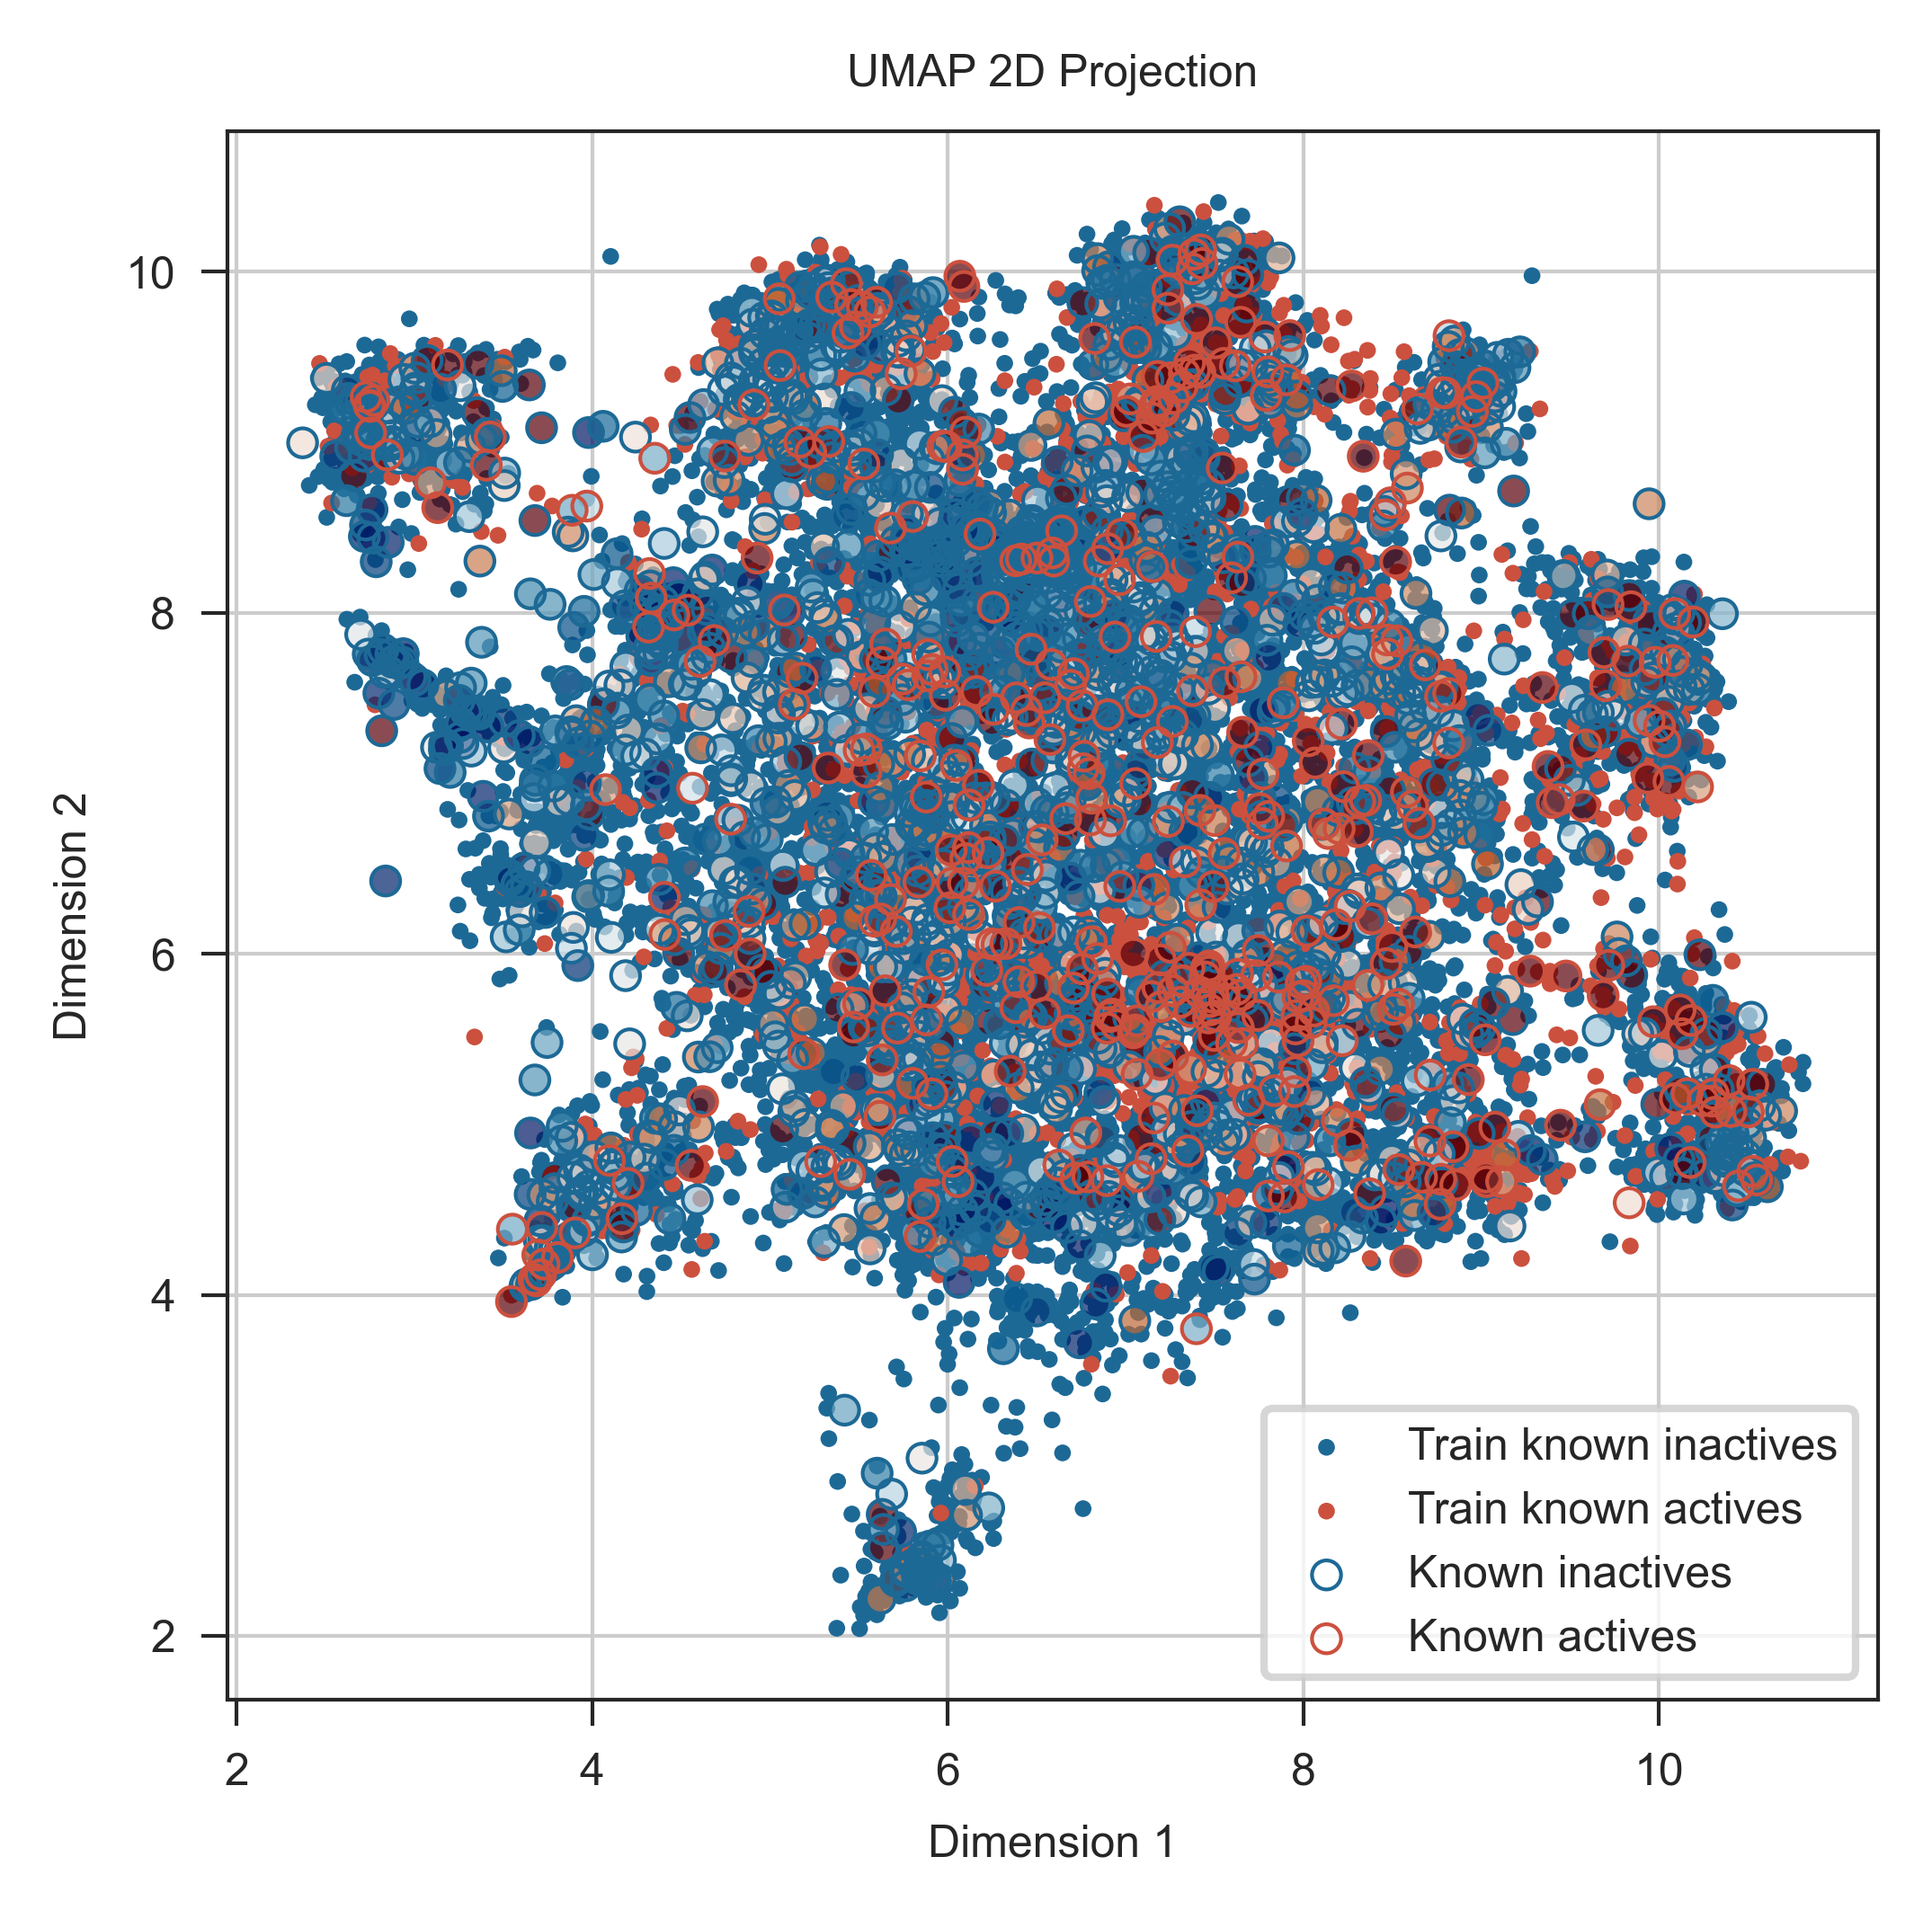 UMAP 2D Projection
10
8
6
4
2
Dimension 2
2
4
6
8
10
Dimension 1
Train known inactives
Train known actives
Known inactives
Known actives